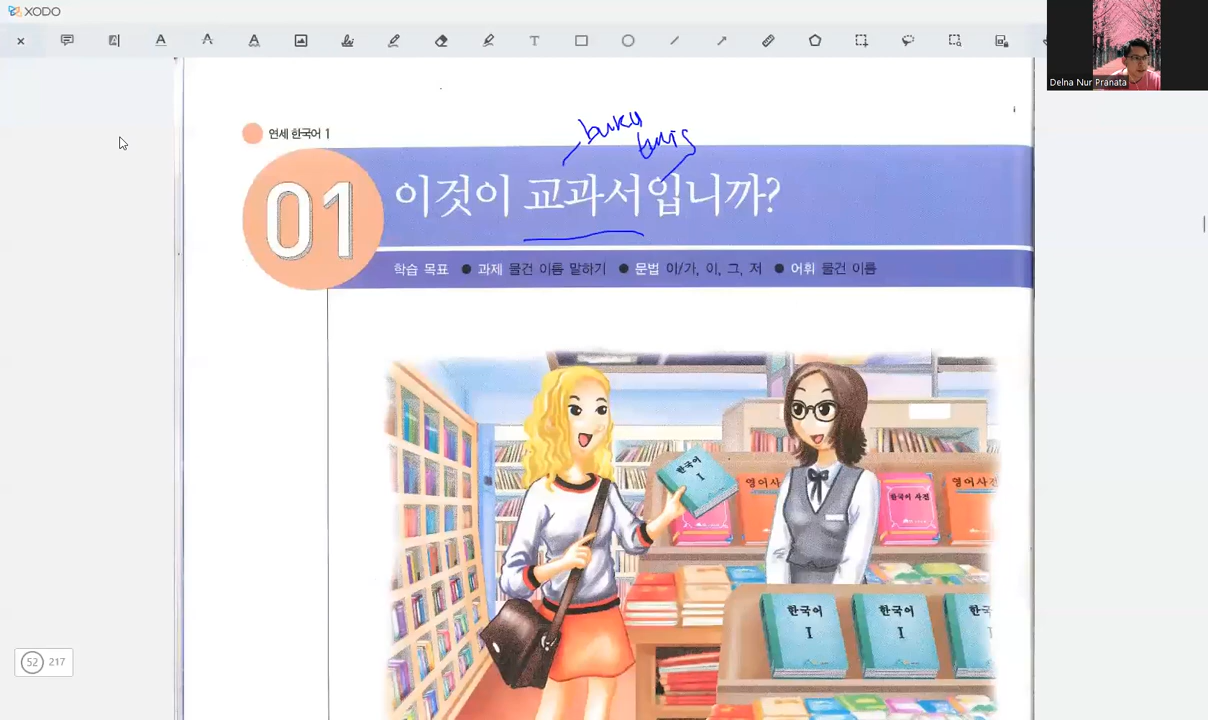 XODO
Delna Nur Pranata
연세 한국어 1
buku
01
이것이 교과서입니까?
학습 목표 ● 과제 물건 이름 말하기 ● 문법 이/가, 이, 그, 저 ● 어휘 물건 이름
한국어
I
영어사
한국어 사전
영어사전
한국어
I
한국어
I
한국어
I
52 217